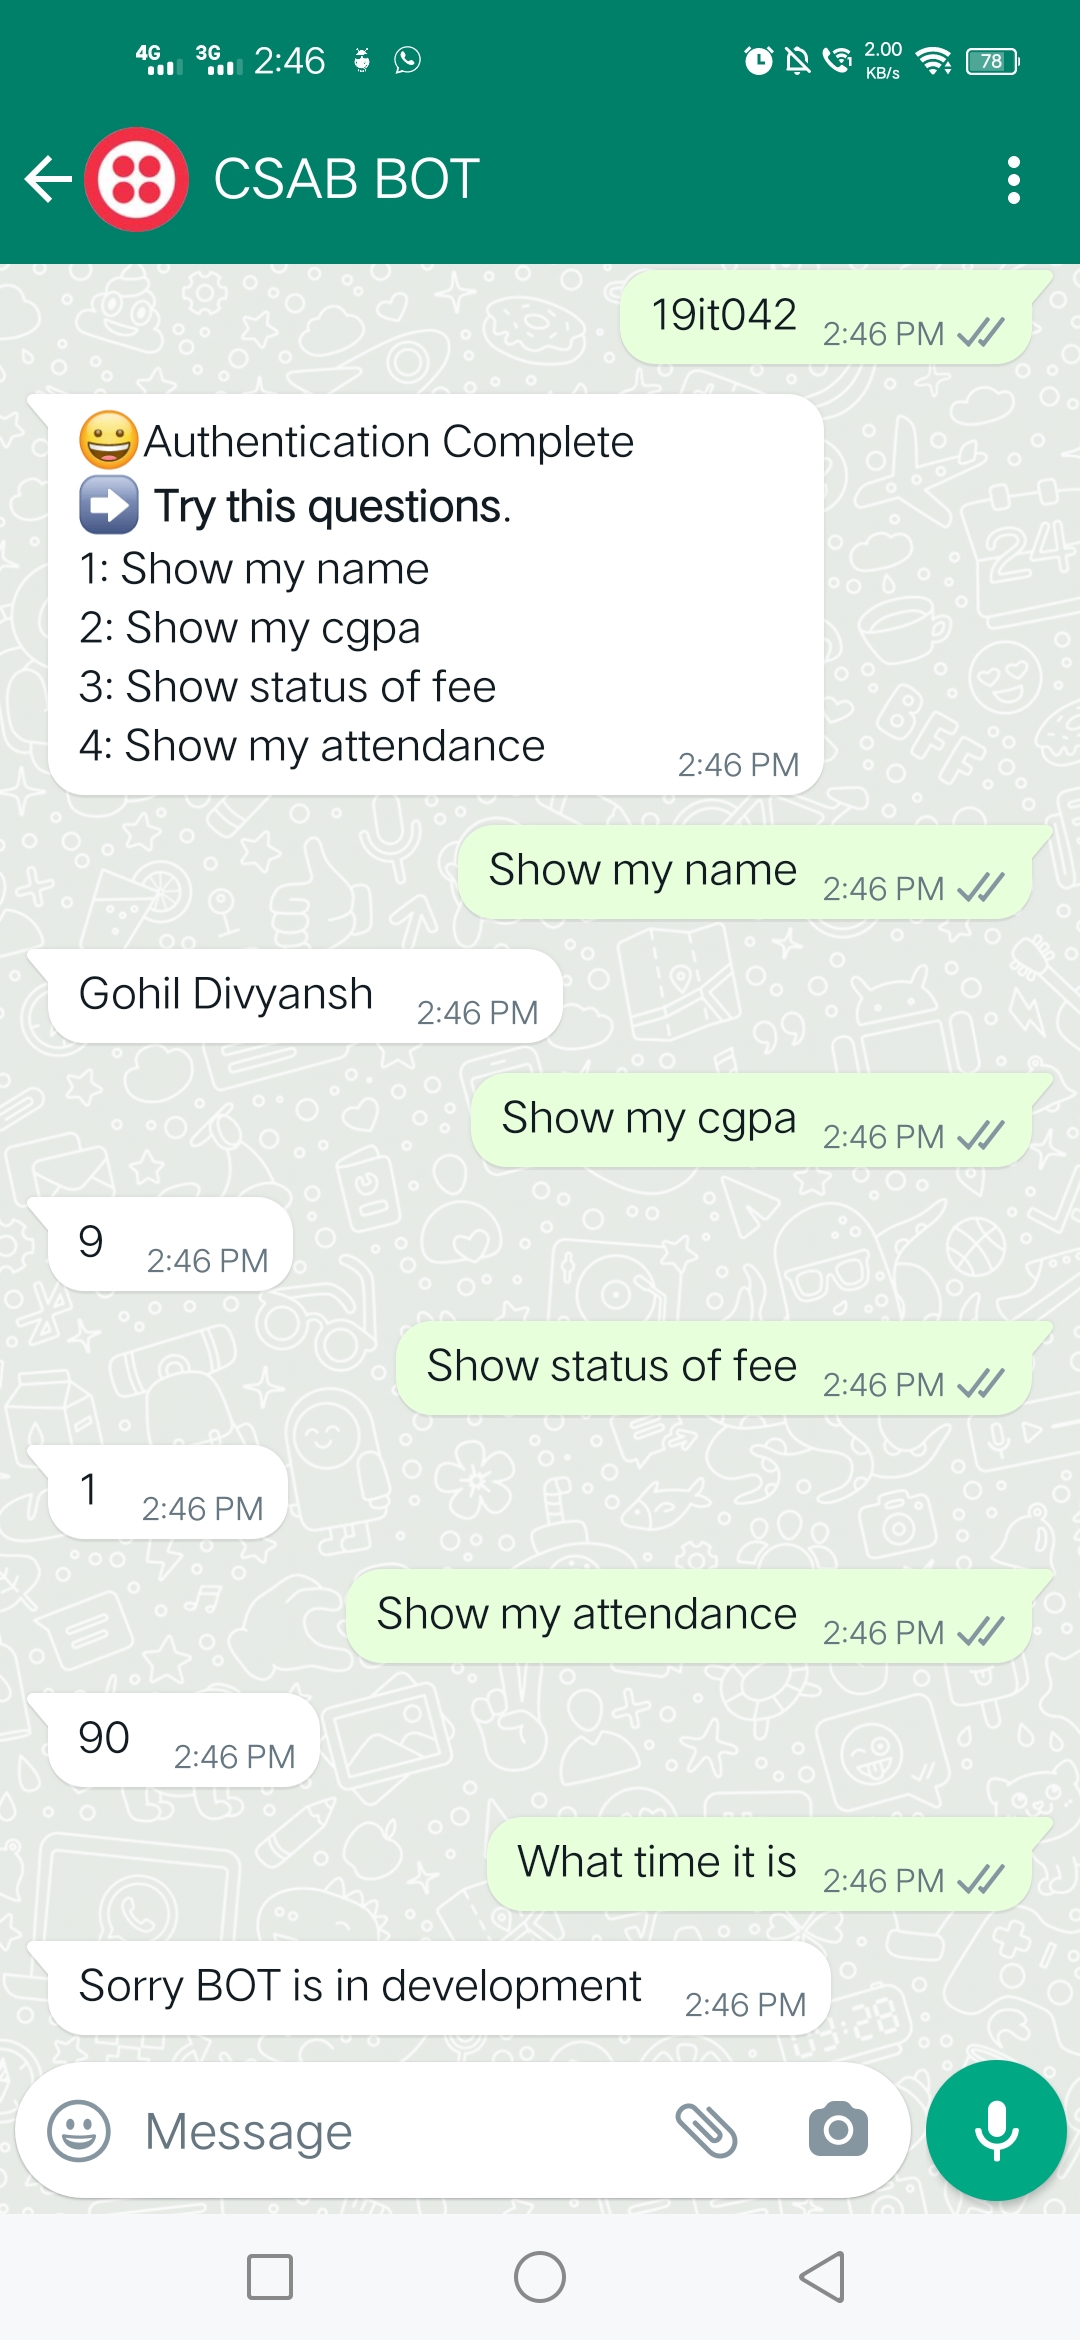 4G 3G 2:46 2.00 KB/s 78
CSAB BOT
19it042 2:46 PM
😀Authentication Complete
➡️ Try this questions.
1: Show my name
2: Show my cgpa
3: Show status of fee
4: Show my attendance 2:46 PM
Show my name 2:46 PM
Gohil Divyansh 2:46 PM
Show my cgpa 2:46 PM
9 2:46 PM
Show status of fee 2:46 PM
1 2:46 PM
Show my attendance 2:46 PM
90 2:46 PM
What time it is 2:46 PM
Sorry BOT is in development 2:46 PM
Message